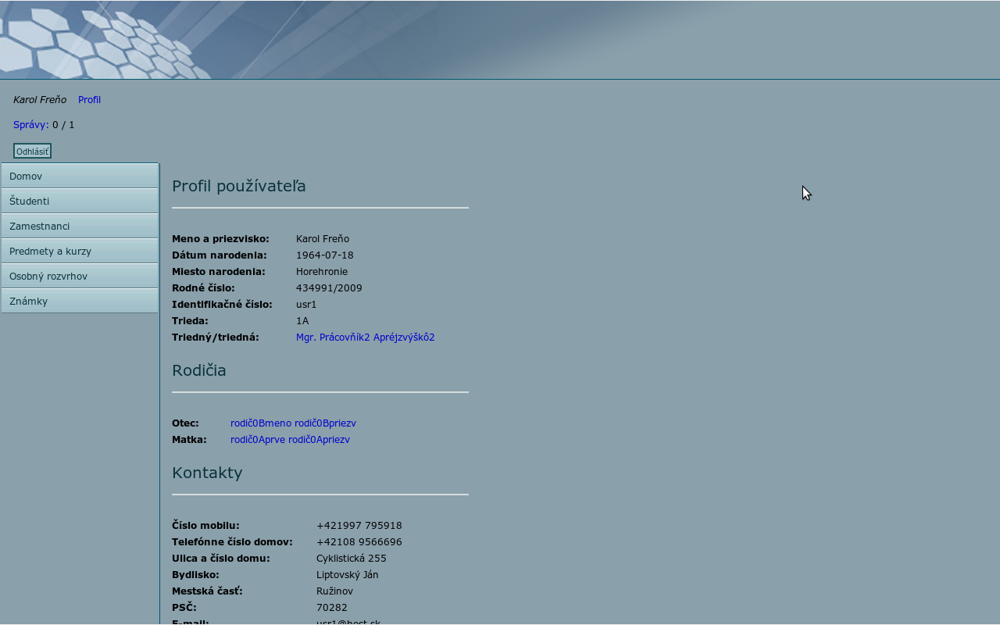 Karol Freňo Profil
Správy: 0 / 1
Odhlásiť
Domov
Študenti
Zamestnanci
Predmety a kurzy
Osobný rozvrhov
Známky
Profil používateľa
Meno a priezvisko: Karol Freňo
Dátum narodenia: 1964-07-18
Miesto narodenia: Horehronie
Rodné číslo: 434991/2009
Identifikačné číslo: usr1
Trieda: 1A
Triedný/triedná: Mgr. Prácovňík2 Apréjzvýškô2
Rodičia
Otec: rodič0Bmeno rodič0Bpriezv
Matka: rodič0Aprve rodič0Apriezv
Kontakty
Číslo mobilu: +421997 795918
Telefónne číslo domov: +42108 9566696
Ulica a číslo domu: Cyklistická 255
Bydlisko: Liptovský Ján
Mestská časť: Ružinov
PSČ: 70282
E-mail: usr1@host.sk